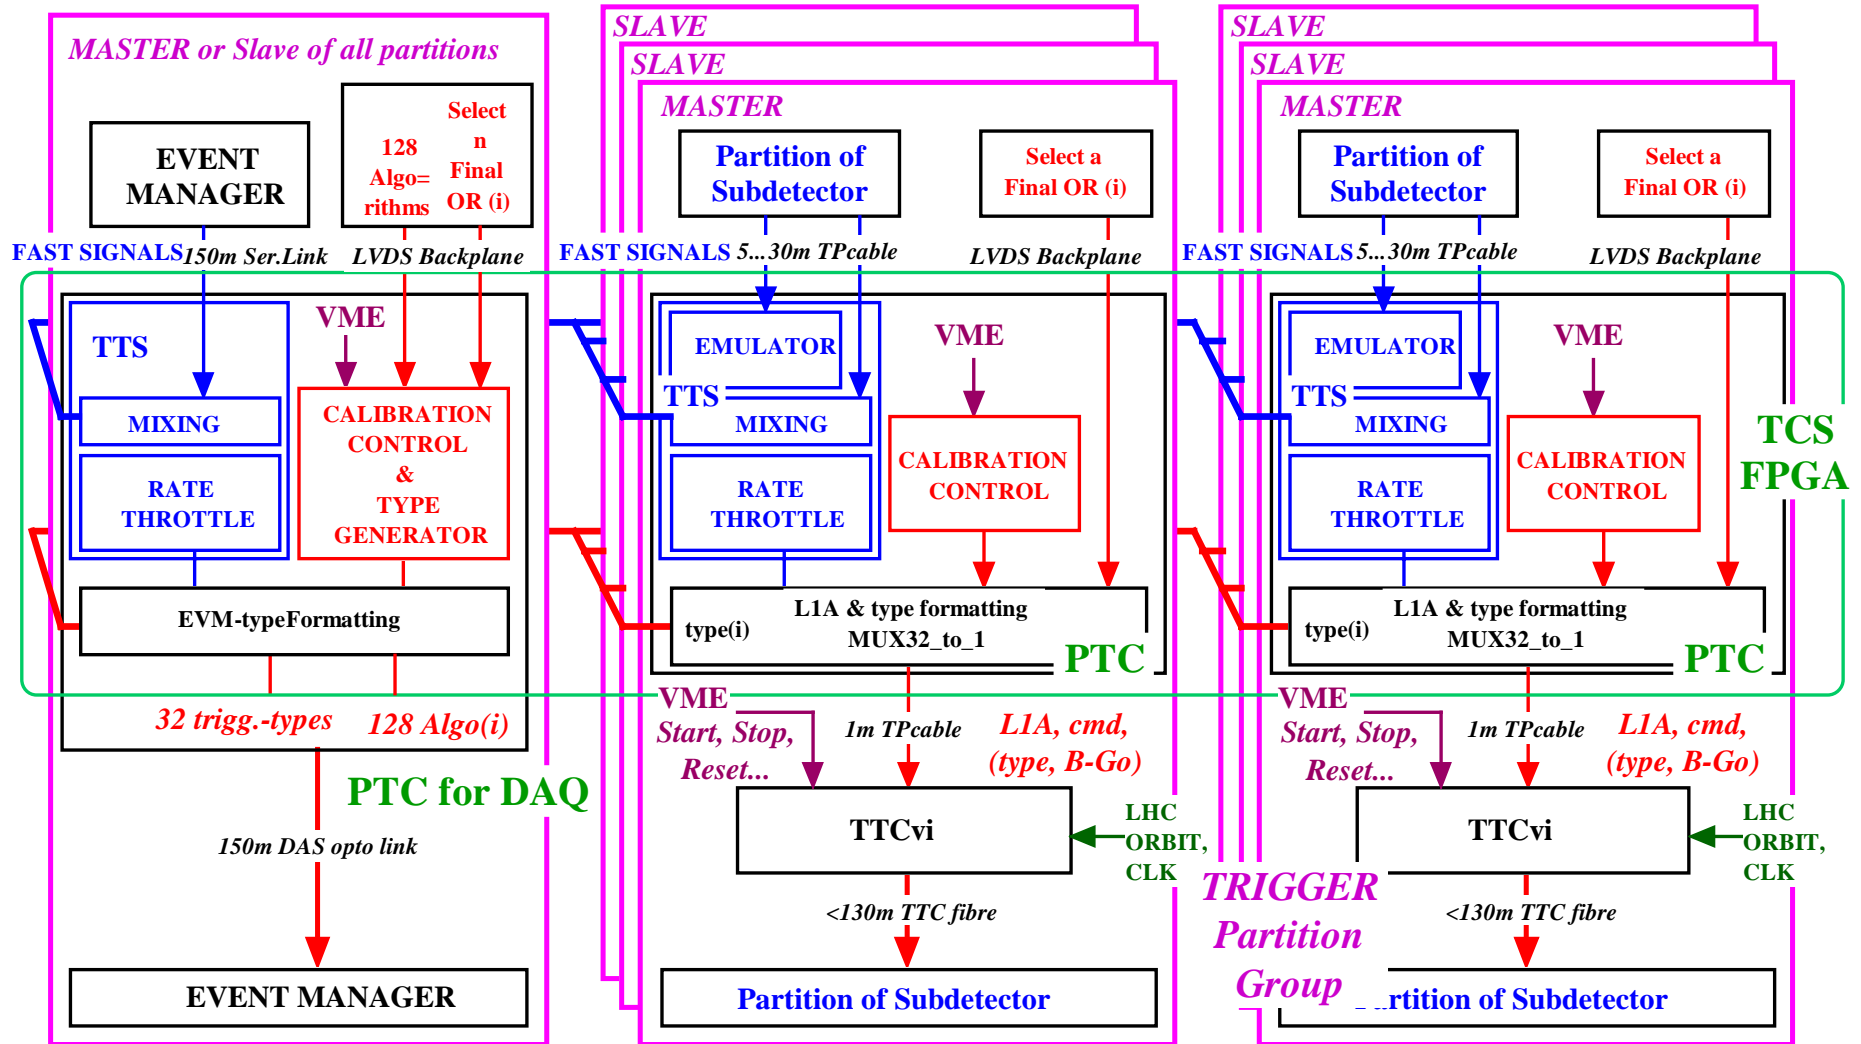 MASTER or Slave of all partitions
EVENT
MANAGER
128
Algo=
rithms
Select
n
Final
OR (i)
FAST SIGNALS
150m Ser.Link
LVDS Backplane
TTS
VME
MIXING
RATE
THROTTLE
CALIBRATION
CONTROL
&
TYPE
GENERATOR
EVM-typeFormatting
32 trigg.-types
128 Algo(i)
PTC for DAQ
150m DAS opto link
EVENT MANAGER
SLAVE
SLAVE
MASTER
Partition of
Subdetector
Select a
Final OR (i)
FAST SIGNALS
5...30m TPcable
LVDS Backplane
EMULATOR
TTS
MIXING
RATE
THROTTLE
VME
CALIBRATION
CONTROL
type(i)
L1A & type formatting
MUX32_to_1
PTC
VME
Start, Stop,
Reset...
1m TPcable
L1A, cmd,
(type, B-Go)
TTCvi
LHC
ORBIT,
CLK
<130m TTC fibre
Partition of Subdetector
SLAVE
SLAVE
MASTER
Partition of
Subdetector
Select a
Final OR (i)
FAST SIGNALS
5...30m TPcable
LVDS Backplane
EMULATOR
TTS
MIXING
RATE
THROTTLE
VME
CALIBRATION
CONTROL
TCS
FPGA
type(i)
L1A & type formatting
MUX32_to_1
PTC
VME
Start, Stop,
Reset...
1m TPcable
L1A, cmd,
(type, B-Go)
TTCvi
LHC
ORBIT,
CLK
TRIGGER
Partition
Group
<130m TTC fibre
of Subdetector